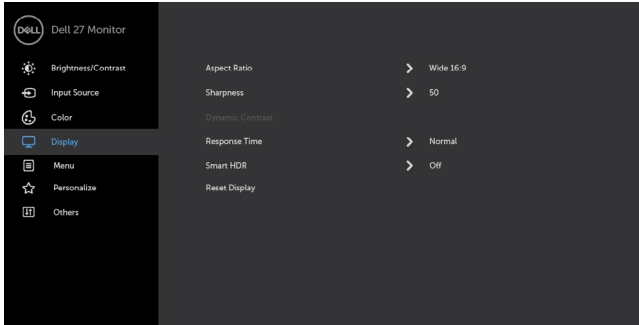 DELL Dell 27 Monitor
Brightness/Contrast
Input Source
Color
Display
Menu
Personalize
Others
Aspect Ratio Wide 16:9
Sharpness 50
Dynamic Contrast
Response Time Normal
Smart HDR Off
Reset Display